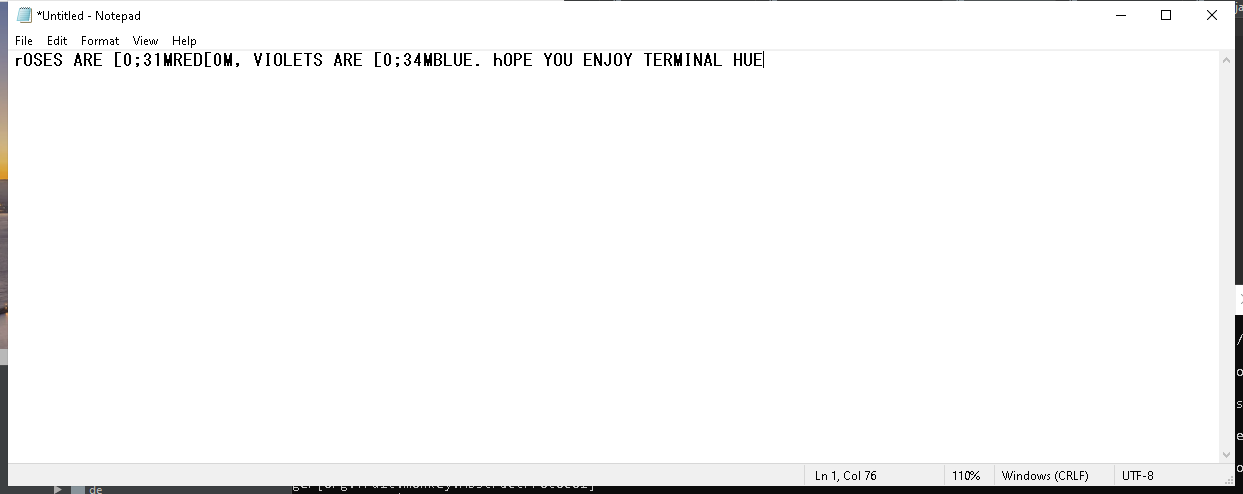 *Untitled - Notepad
File Edit Format View Help
rOSES ARE [0;31MRED[0M, VIOLETS ARE [0;34MBLUE. hOPE YOU ENJOY TERMINAL HUE
Ln 1, Col 76 110% Windows (CRLF) UTF-8
de